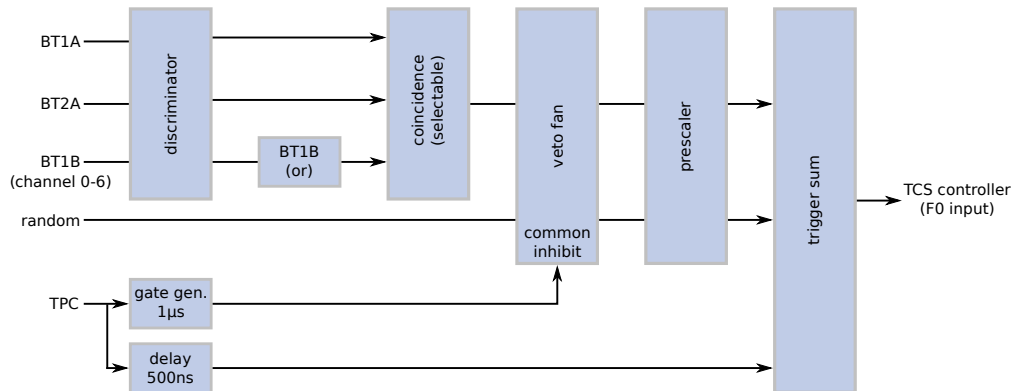 BT1A
BT2A
BT1B
(channel 0-6)
random
TPC
discriminator
BT1B
(or)
gate gen.
1µs
delay
500ns
coincidence
(selectable)
veto fan
common
inhibit
prescaler
trigger sum
TCS controller
(F0 input)